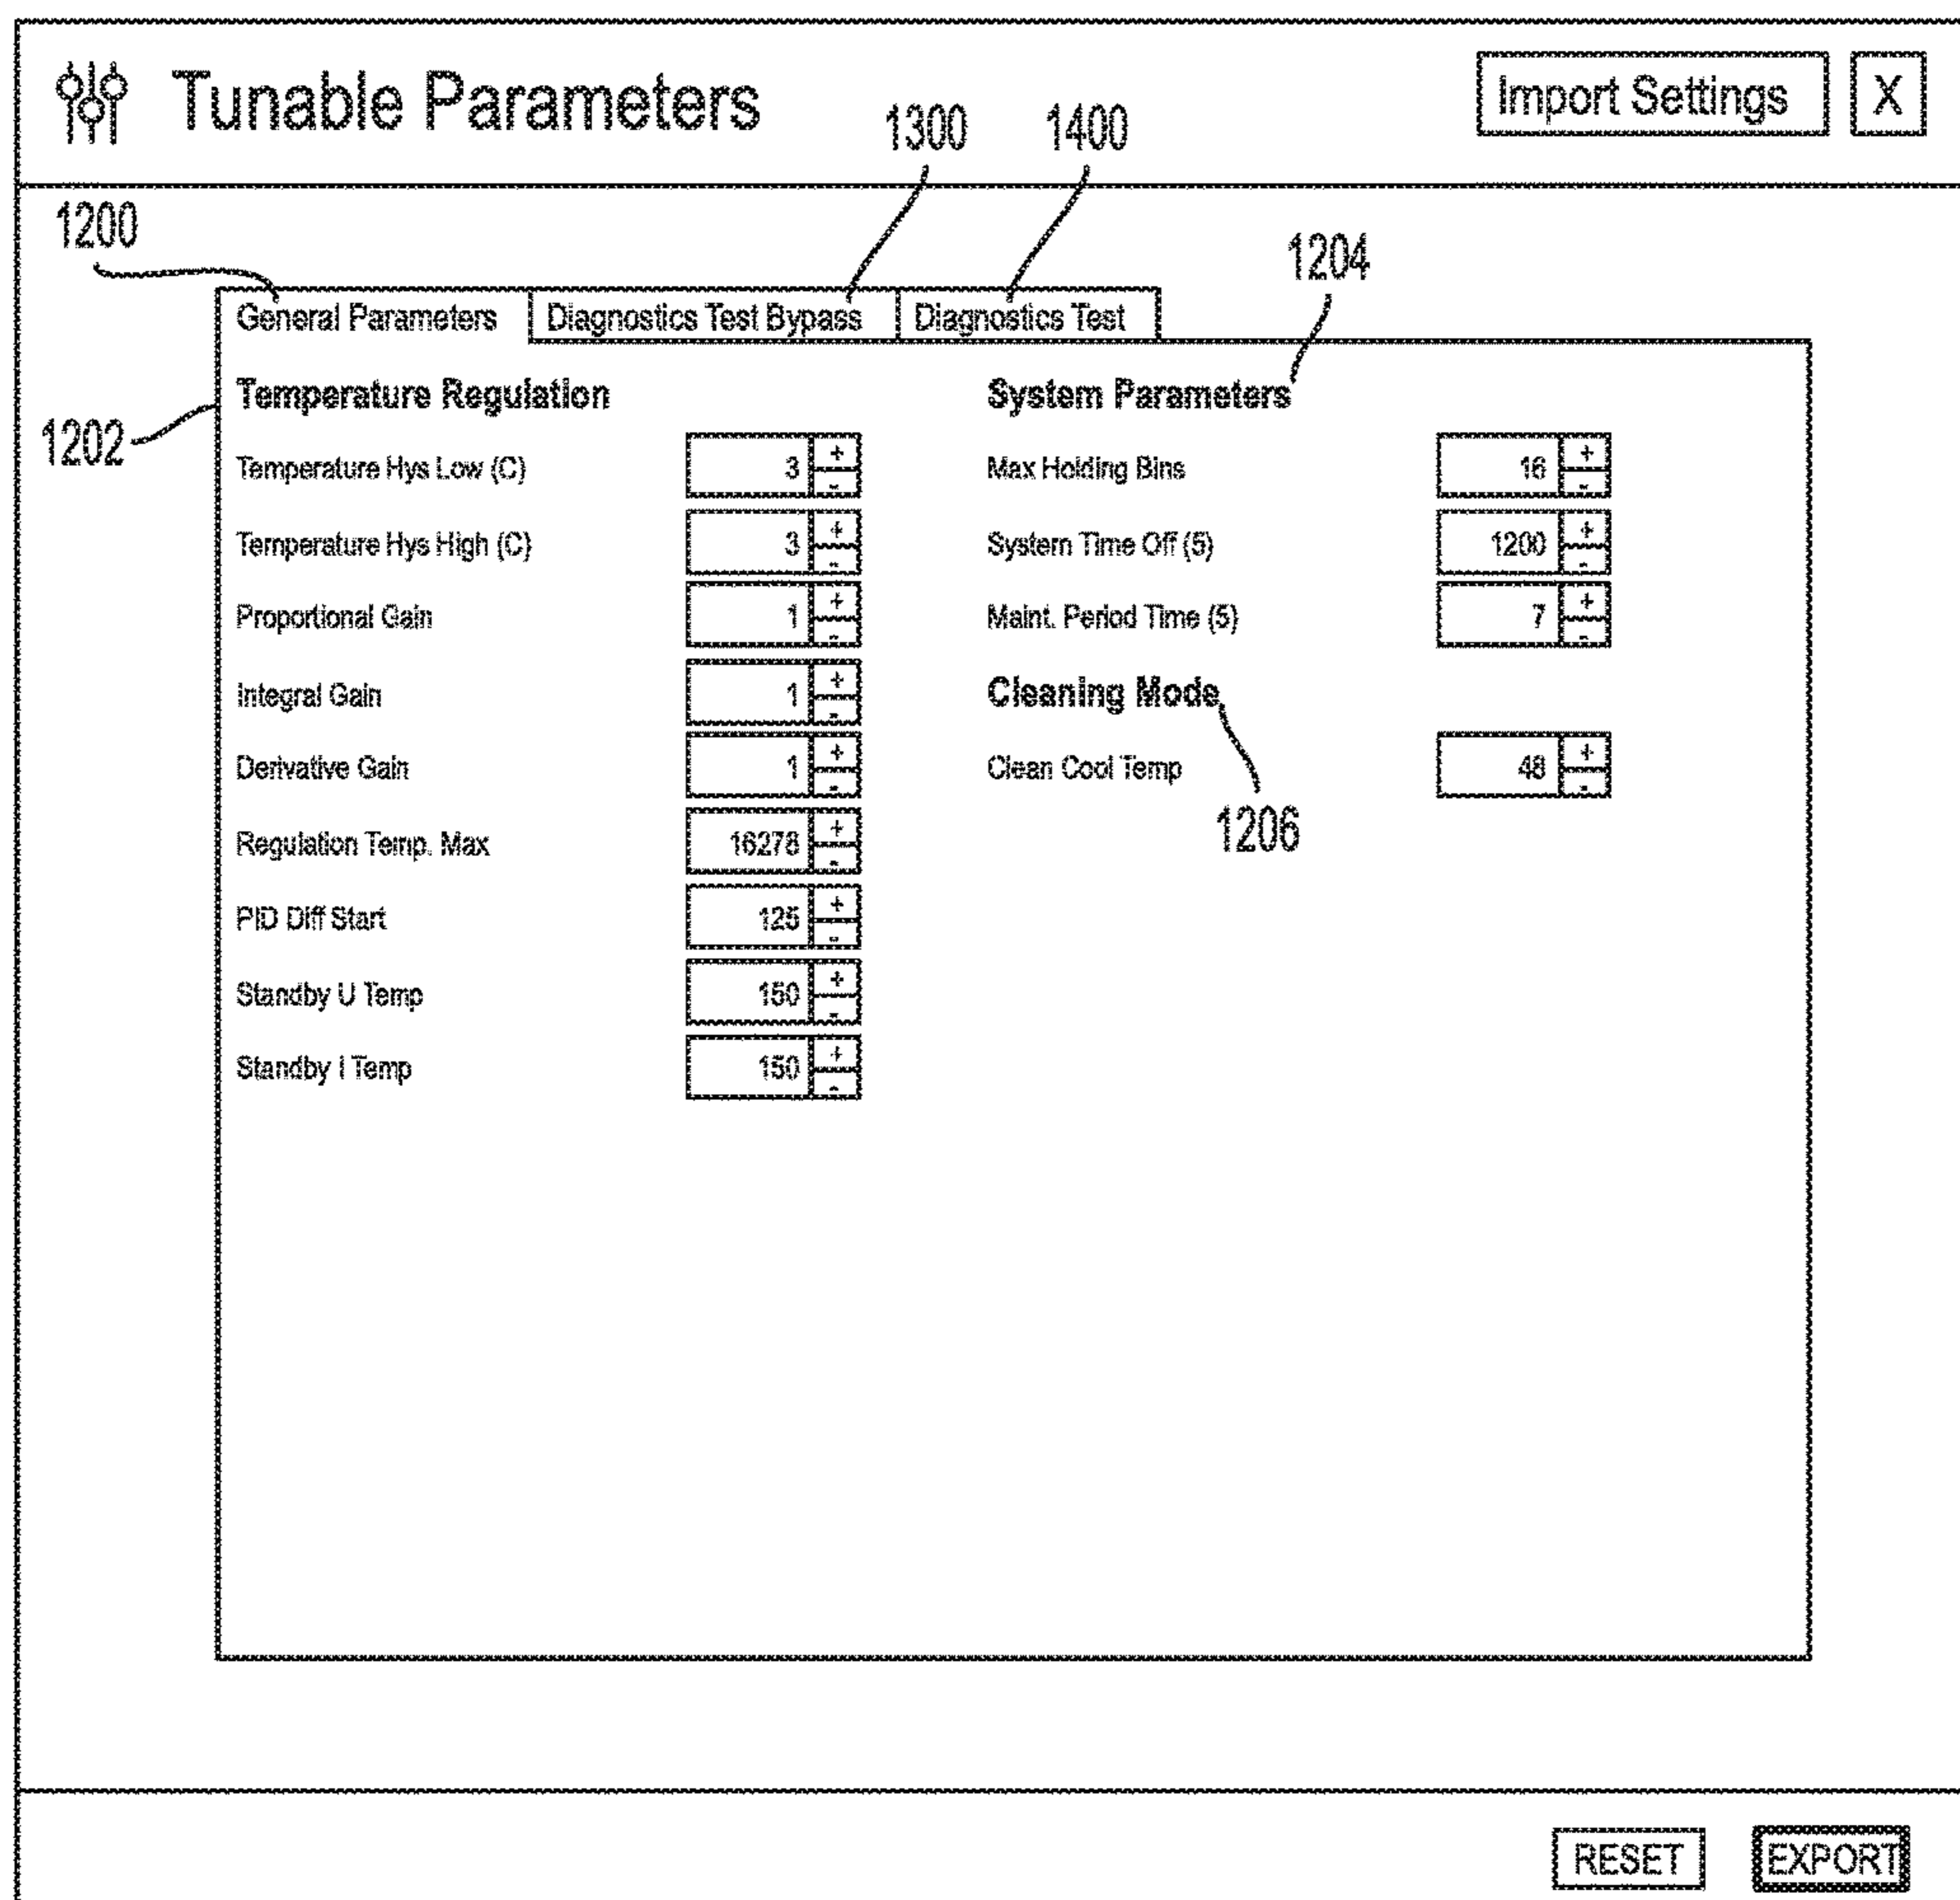 Tunable Parameters
Import Settings
X
1300
1400
1200
1204
General Parameters
Diagnostics Test Bypass
Diagnostics Test
1202
Temperature Regulation
Temperature Hys Low (C) 3 + -
Temperature Hys High (C) 3 + -
Proportional Gain 1 + -
Integral Gain 1 + -
Derivative Gain 1 + -
Regulation Temp. Max 16278 + -
PID Diff Start 125 + -
Standby U Temp 150 + -
Standby I Temp 150 + -
System Parameters
Max Holding Bins 16 + -
System Time Off (5) 1200 + -
Maint. Period Time (5) 7 + -
Cleaning Mode
Clean Cool Temp 48 + -
1206
RESET
EXPORT